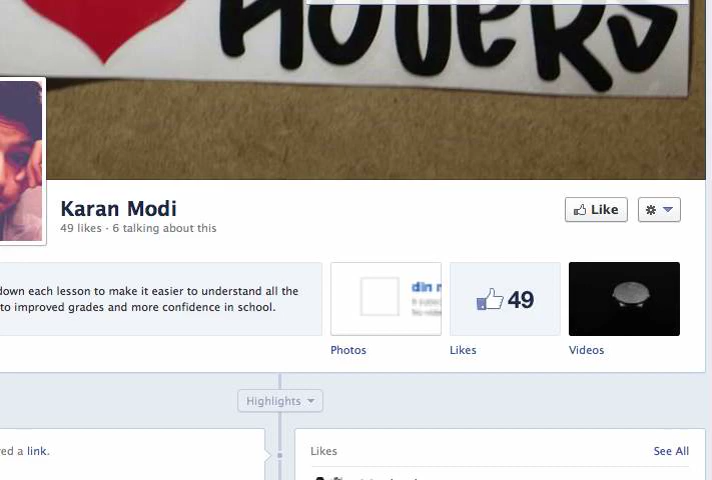 HOVERS
Karan Modi
49 likes · 6 talking about this
Like
down each lesson to make it easier to understand all the
to improved grades and more confidence in school.
49
Photos
Likes
Videos
Highlights
ed a link.
Likes
See All